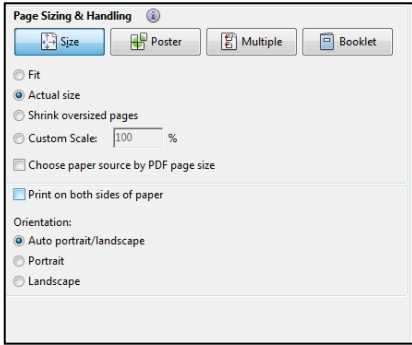 Page Sizing & Handling
Size Poster Multiple Booklet
Fit
Actual size
Shrink oversized pages
Custom Scale: 100 %
Choose paper source by PDF page size
Print on both sides of paper
Orientation:
Auto portrait/landscape
Portrait
Landscape